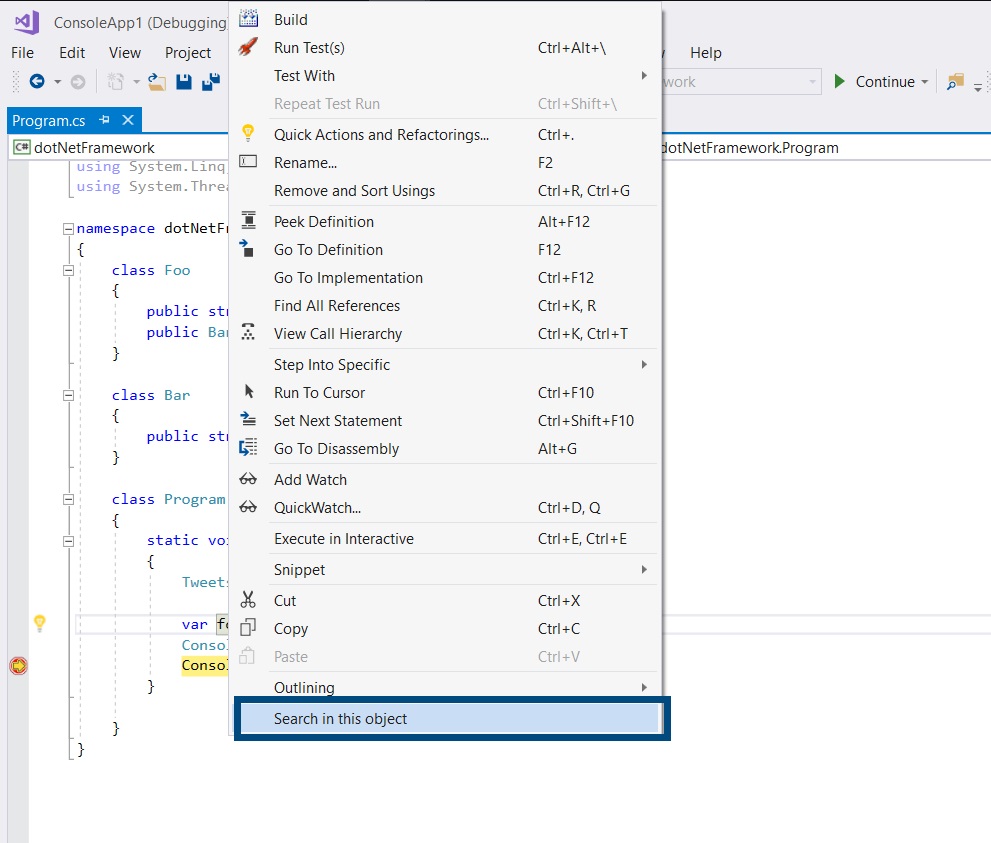 ConsoleApp1 (Debugging)
File Edit View Project Help
work Continue
Program.cs
C# dotNetFramework dotNetFramework.Program
using System.Linq
using System.Threa
namespace dotNetFr
{
class Foo
{
public str
public Bar
}
class Bar
{
public str
}
class Program
{
static voi
{
Tweets
var fo
Consol
Consol
}
}
}
Build
Run Test(s) Ctrl+Alt+\
Test With
Repeat Test Run Ctrl+Shift+\
Quick Actions and Refactorings... Ctrl+.
Rename... F2
Remove and Sort Usings Ctrl+R, Ctrl+G
Peek Definition Alt+F12
Go To Definition F12
Go To Implementation Ctrl+F12
Find All References Ctrl+K, R
View Call Hierarchy Ctrl+K, Ctrl+T
Step Into Specific
Run To Cursor Ctrl+F10
Set Next Statement Ctrl+Shift+F10
Go To Disassembly Alt+G
Add Watch
QuickWatch... Ctrl+D, Q
Execute in Interactive Ctrl+E, Ctrl+E
Snippet
Cut Ctrl+X
Copy Ctrl+C
Paste Ctrl+V
Outlining
Search in this object